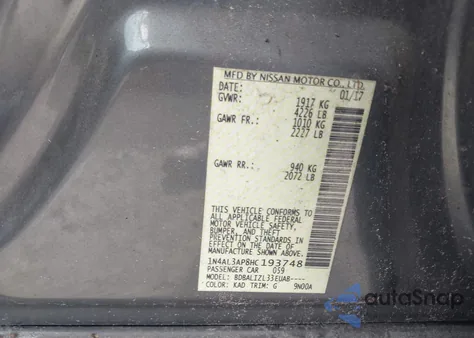 MFD BY NISSAN MOTOR CO., LTD.
DATE: 01/17
GVWR: 1917 KG
4226 LB
GAWR FR.: 1010 KG
2227 LB
GAWR RR.: 940 KG
2072 LB
THIS VEHICLE CONFORMS TO
ALL APPLICABLE FEDERAL
MOTOR VEHICLE SAFETY,
BUMPER, AND THEFT
PREVENTION STANDARDS
IN EFFECT ON THE DATE OF
MANUFACTURE SHOWN ABOVE.
1N4AL3AP8HC193748
PASSENGER CAR 059
MODEL: BDBALIZL33EUAB----
COLOR: KAD TRIM: G 9N00A
autoSnap